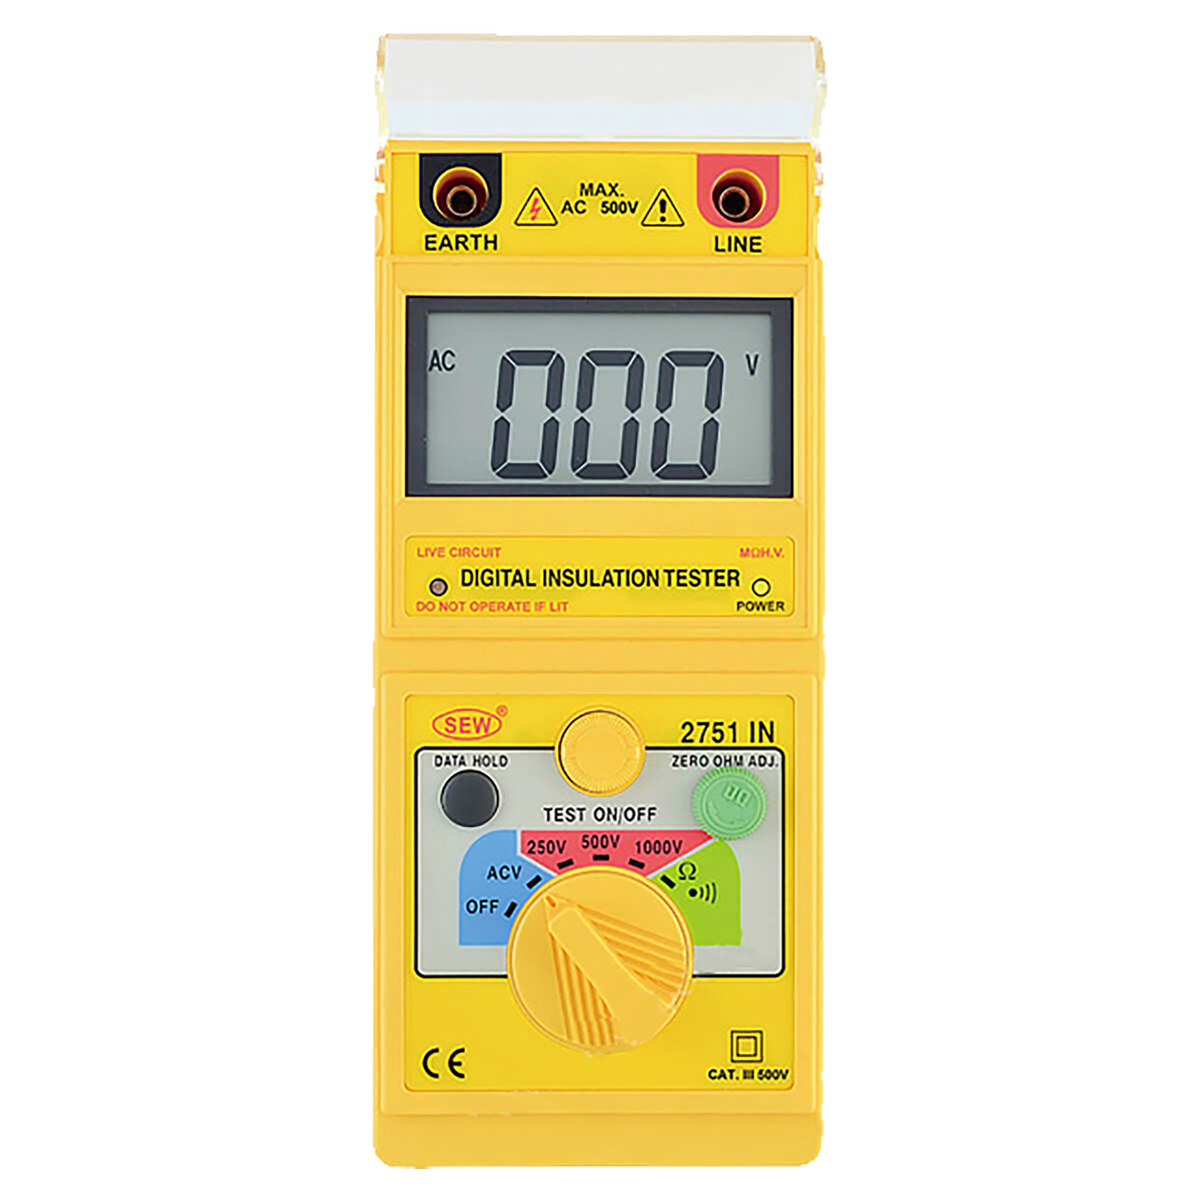 MAX.
AC 500V
EARTH
LINE
AC 000 V
LIVE CIRCUIT
MΩH.V.
DIGITAL INSULATION TESTER
DO NOT OPERATE IF LIT
POWER
SEW®
2751 IN
DATA HOLD
ZERO OHM ADJ.
0Ω
TEST ON/OFF
250V 500V 1000V
ACV
Ω
OFF
CE
CAT. III 500V